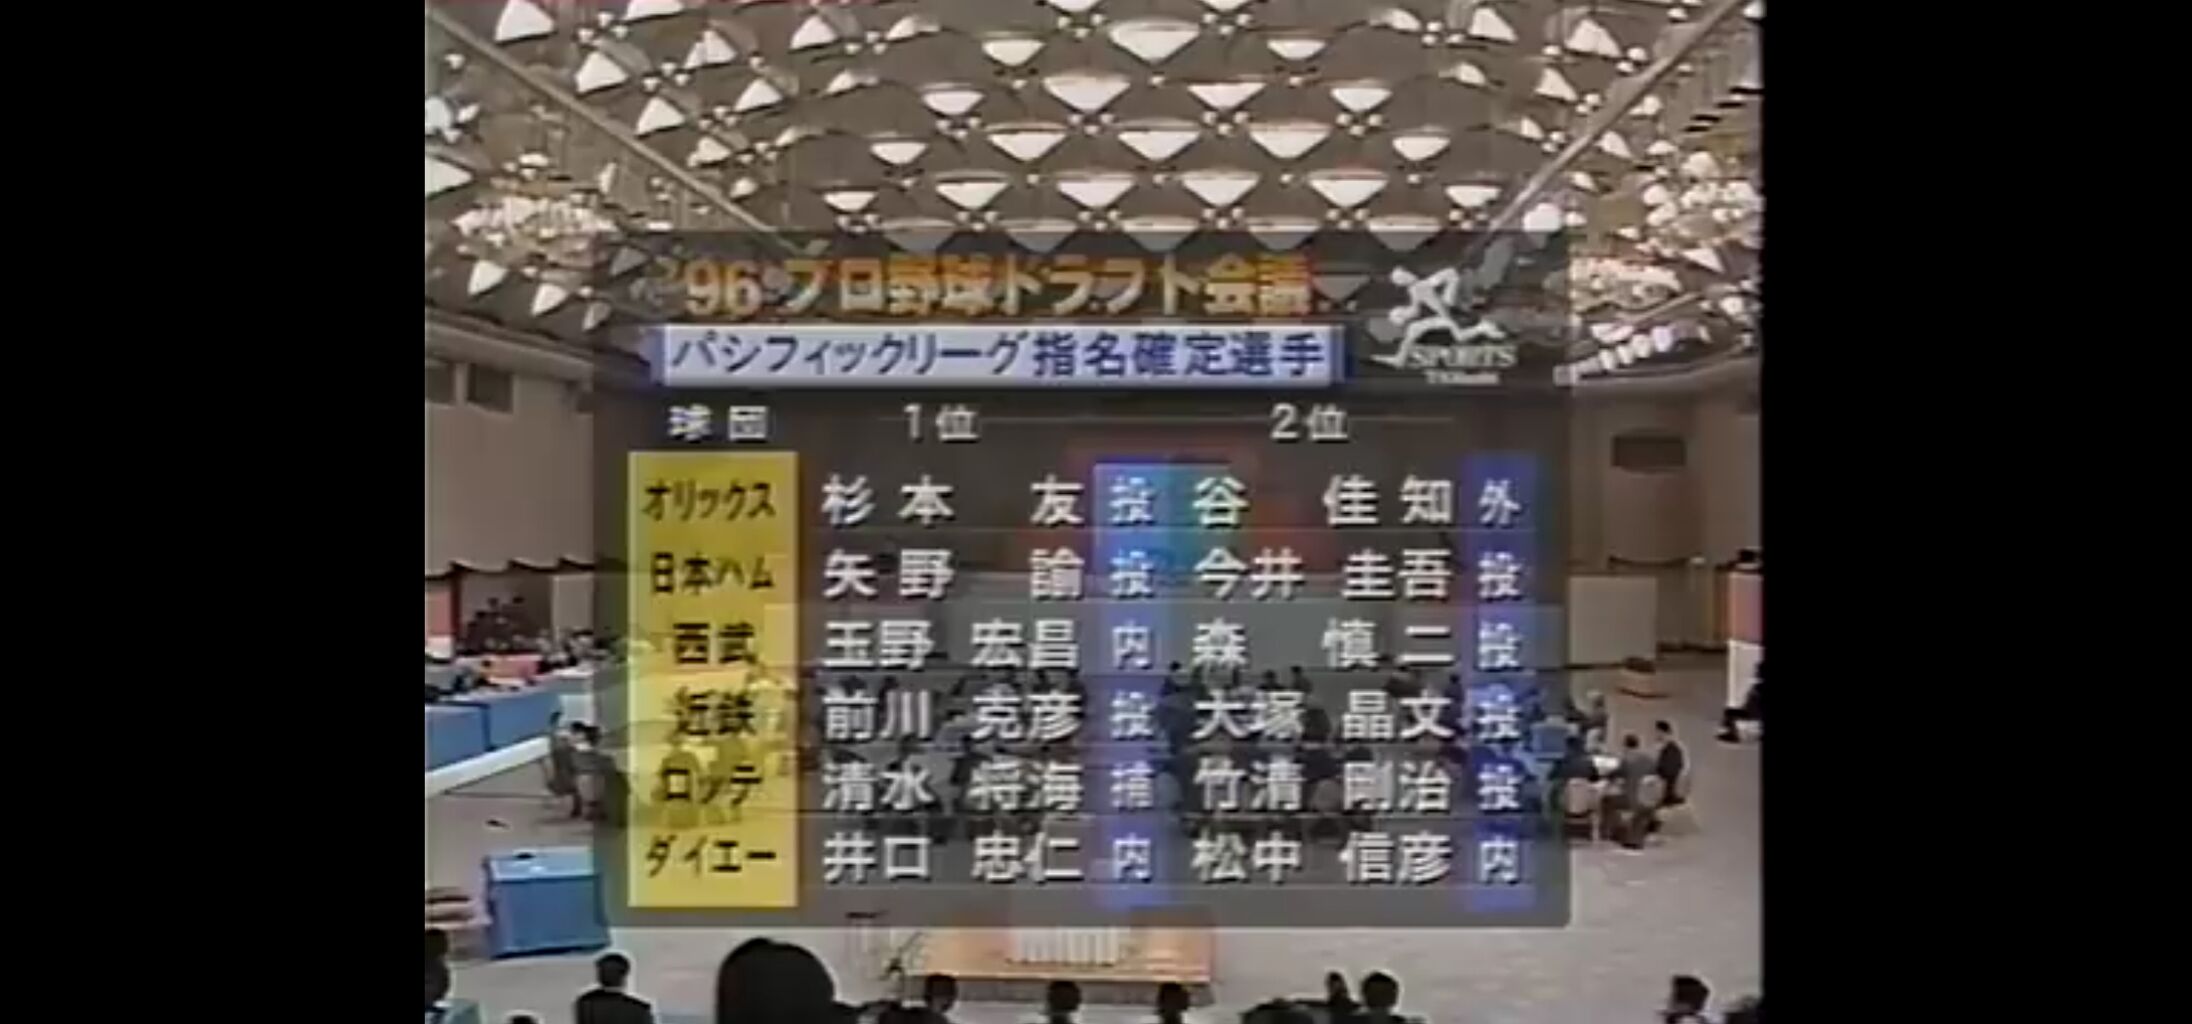 '96プロ野球ドラフト会議
パシフィックリーグ指名確定選手
SPORTS
球団 1位 2位
オリックス 杉本 友 投 谷 佳知 外
日本ハム 矢野 諭 投 今井 圭吾 投
西武 玉野 宏昌 内 森 慎二 投
近鉄 前川 克彦 投 大塚 晶文 投
ロッテ 清水 将海 捕 竹清 剛治 投
ダイエー 井口 忠仁 内 松中 信彦 内